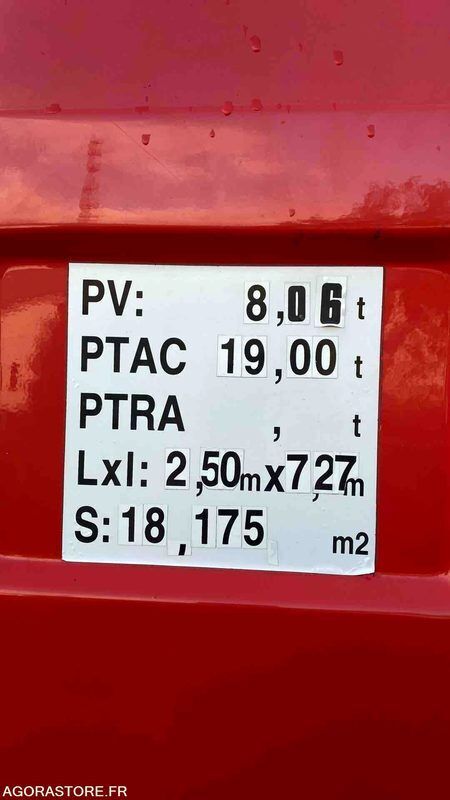 PV: 8,06 t
PTAC 19,00 t
PTRA , t
Lxl: 2,50m x 7,27m
S: 18,175 m2
AGORASTORE.FR